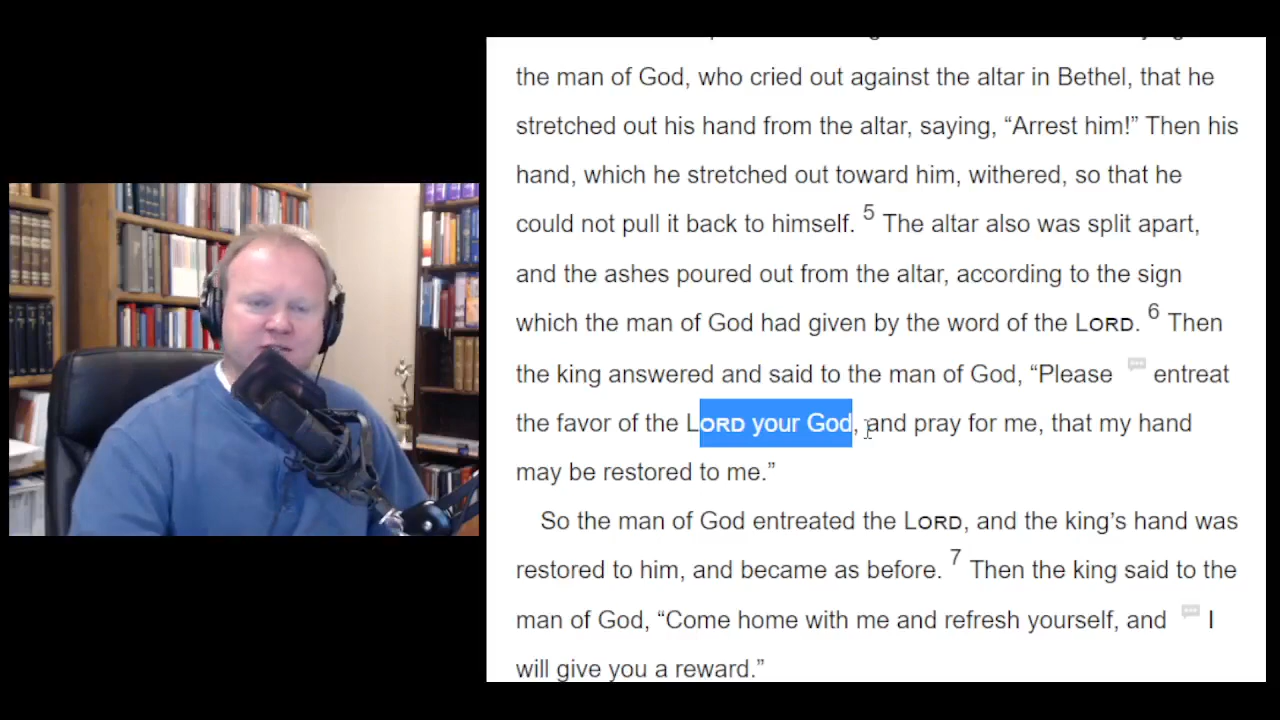 the man of God, who cried out against the altar in Bethel, that he
stretched out his hand from the altar, saying, “Arrest him!” Then his
hand, which he stretched out toward him, withered, so that he
could not pull it back to himself. 5 The altar also was split apart,
and the ashes poured out from the altar, according to the sign
which the man of God had given by the word of the LORD. 6 Then
the king answered and said to the man of God, “Please entreat
the favor of the LORD your God, and pray for me, that my hand
may be restored to me.”
So the man of God entreated the LORD, and the king’s hand was
restored to him, and became as before. 7 Then the king said to the
man of God, “Come home with me and refresh yourself, and I
will give you a reward.”